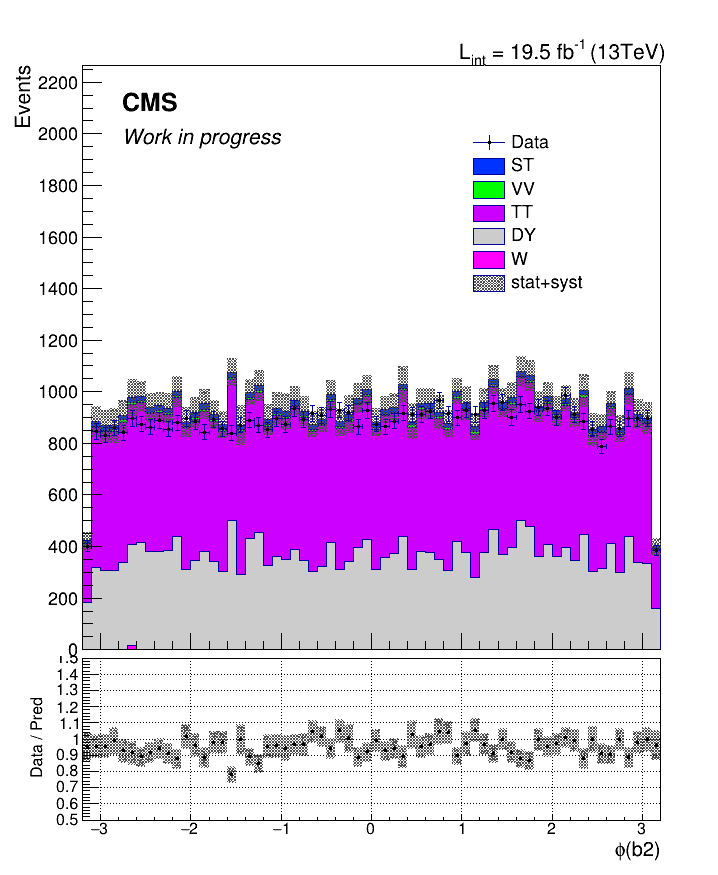 L_int = 19.5 fb^-1 (13TeV)
Events
CMS
Work in progress
Data
ST
VV
TT
DY
W
stat+syst
2200
2000
1800
1600
1400
1200
1000
800
600
400
200
0
Data / Pred
1.5
1.4
1.3
1.2
1.1
1
0.9
0.8
0.7
0.6
0.5
−3 −2 −1 0 1 2 3
ϕ(b2)